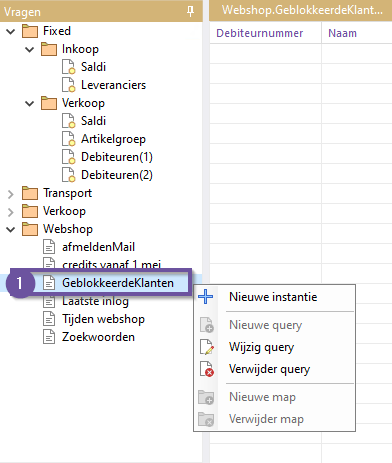 Vragen
Fixed
Inkoop
Saldi
Leveranciers
Verkoop
Saldi
Artikelgroep
Debiteuren(1)
Debiteuren(2)
Transport
Verkoop
Webshop
afmeldenMail
credits vanaf 1 mei
1
GeblokkeerdeKlanten
Laatste inlog
Tijden webshop
Zoekwoorden
Webshop.GeblokkeerdeKlant...
Debiteurnummer Naam
Nieuwe instantie
Nieuwe query
Wijzig query
Verwijder query
Nieuwe map
Verwijder map